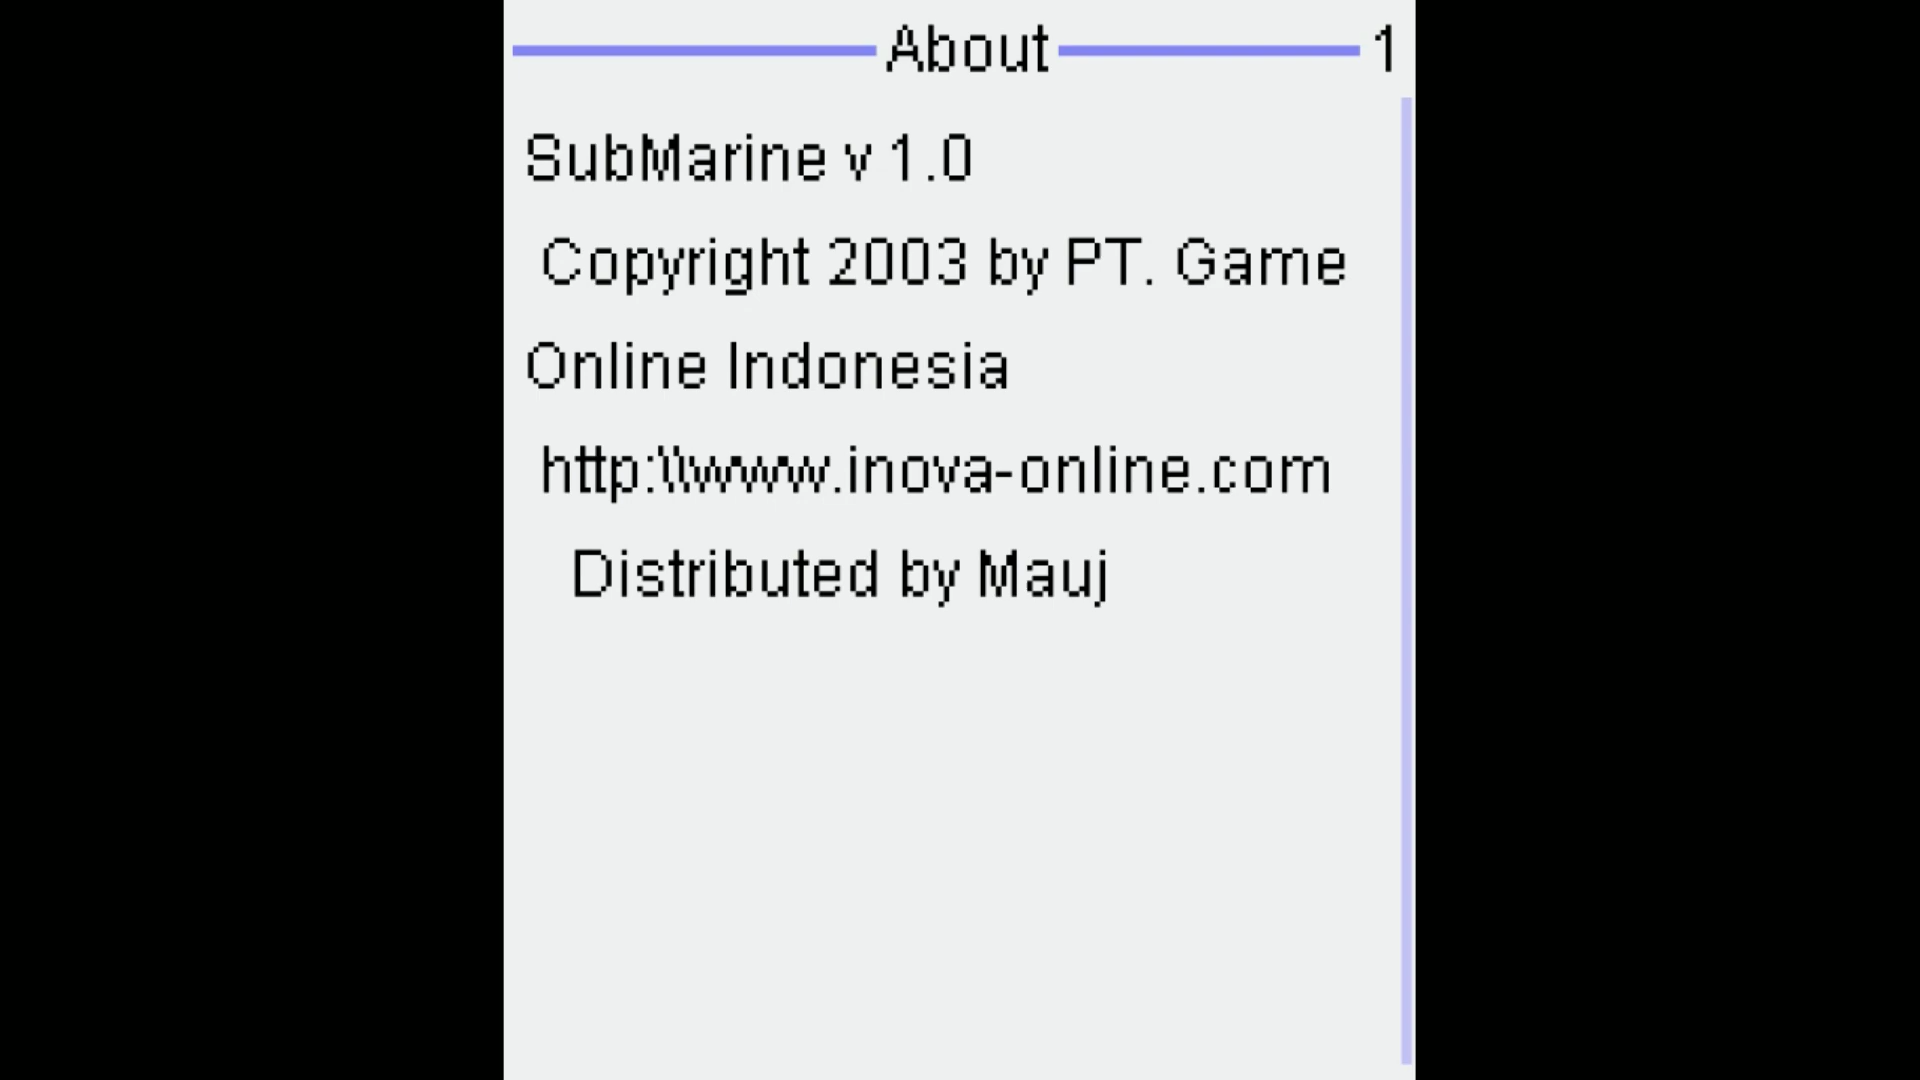 About 1
SubMarine v 1.0
Copyright 2003 by PT. Game
Online Indonesia
http:\\www.inova-online.com
Distributed by Mauj